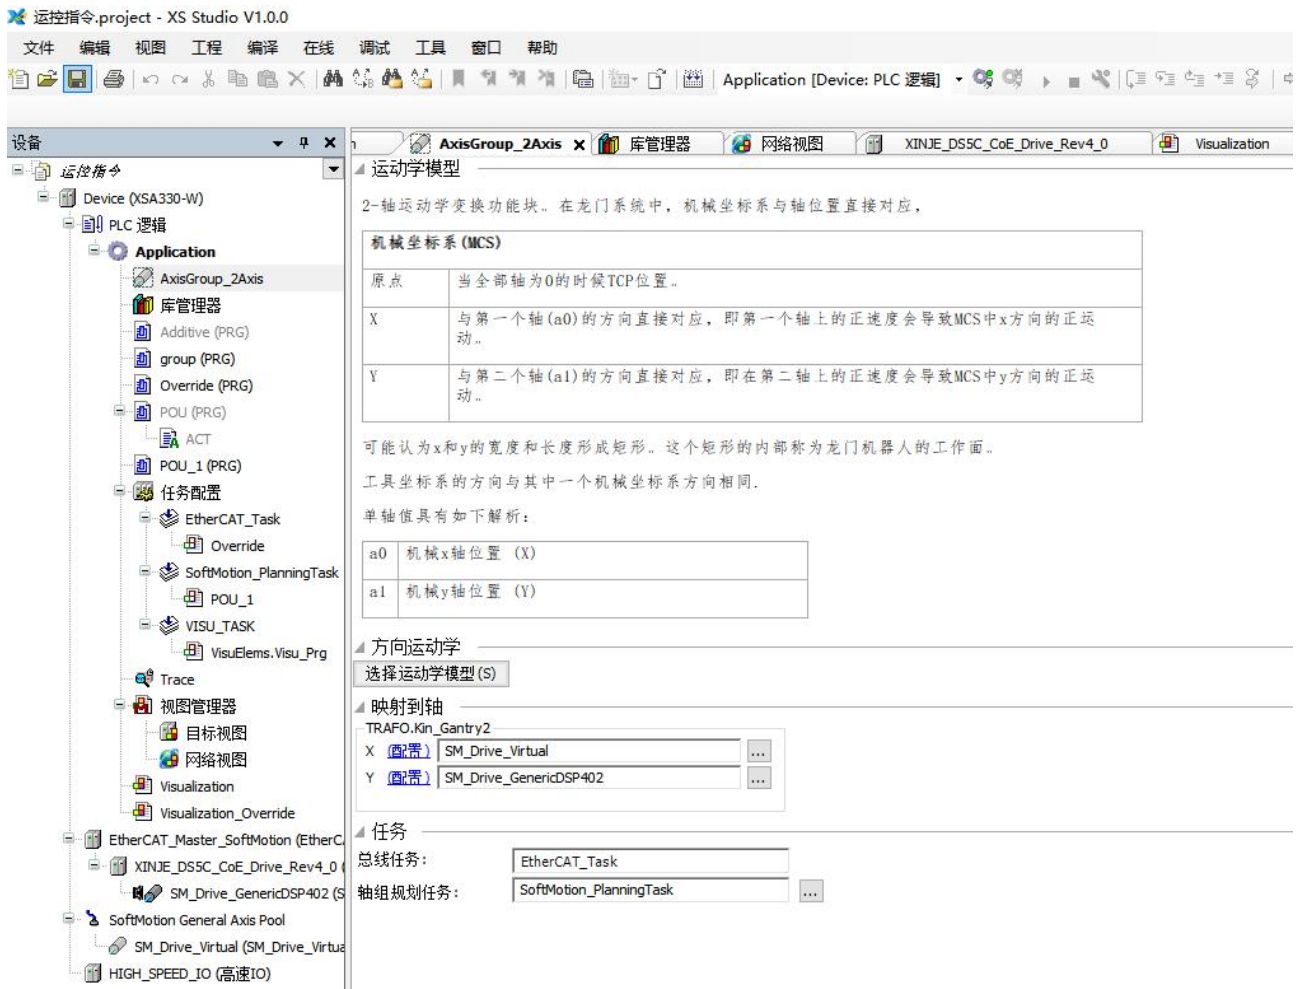 运控指令.project - XS Studio V1.0.0
文件 编辑 视图 工程 编译 在线 调试 工具 窗口 帮助
Application [Device: PLC 逻辑]
设备
AxisGroup_2Axis 库管理器 网络视图 XINJE_DS5C_CoE_Drive_Rev4_0 Visualization
运控指令
Device (XSA330-W)
PLC 逻辑
Application
AxisGroup_2Axis
库管理器
Additive (PRG)
group (PRG)
Override (PRG)
POU (PRG)
ACT
POU_1 (PRG)
任务配置
EtherCAT_Task
Override
SoftMotion_PlanningTask
POU_1
VISU_TASK
VisuElems.Visu_Prg
Trace
视图管理器
目标视图
网络视图
Visualization
Visualization_Override
EtherCAT_Master_SoftMotion (EtherC
XINJE_DS5C_CoE_Drive_Rev4_0 (
SM_Drive_GenericDSP402 (S
SoftMotion General Axis Pool
SM_Drive_Virtual (SM_Drive_Virtua
HIGH_SPEED_IO (高速IO)
运动学模型
2-轴运动学变换功能块。在龙门系统中，机械坐标系与轴位置直接对应，
机械坐标系(MCS)
原点 当全部轴为0的时候TCP位置。
X 与第一个轴(a0)的方向直接对应，即第一个轴上的正速度会导致MCS中x方向的正运
动。
Y 与第二个轴(a1)的方向直接对应，即在第二轴上的正速度会导致MCS中y方向的正运
动。
可能认为x和y的宽度和长度形成矩形。这个矩形的内部称为龙门机器人的工作面。
工具坐标系的方向与其中一个机械坐标系方向相同.
单轴值具有如下解析:
a0 机械x轴位置 (X)
a1 机械y轴位置 (Y)
方向运动学
选择运动学模型(S)
映射到轴
TRAFO.Kin_Gantry2
X (配置) SM_Drive_Virtual ...
Y (配置) SM_Drive_GenericDSP402 ...
任务
总线任务: EtherCAT_Task
轴组规划任务: SoftMotion_PlanningTask ...